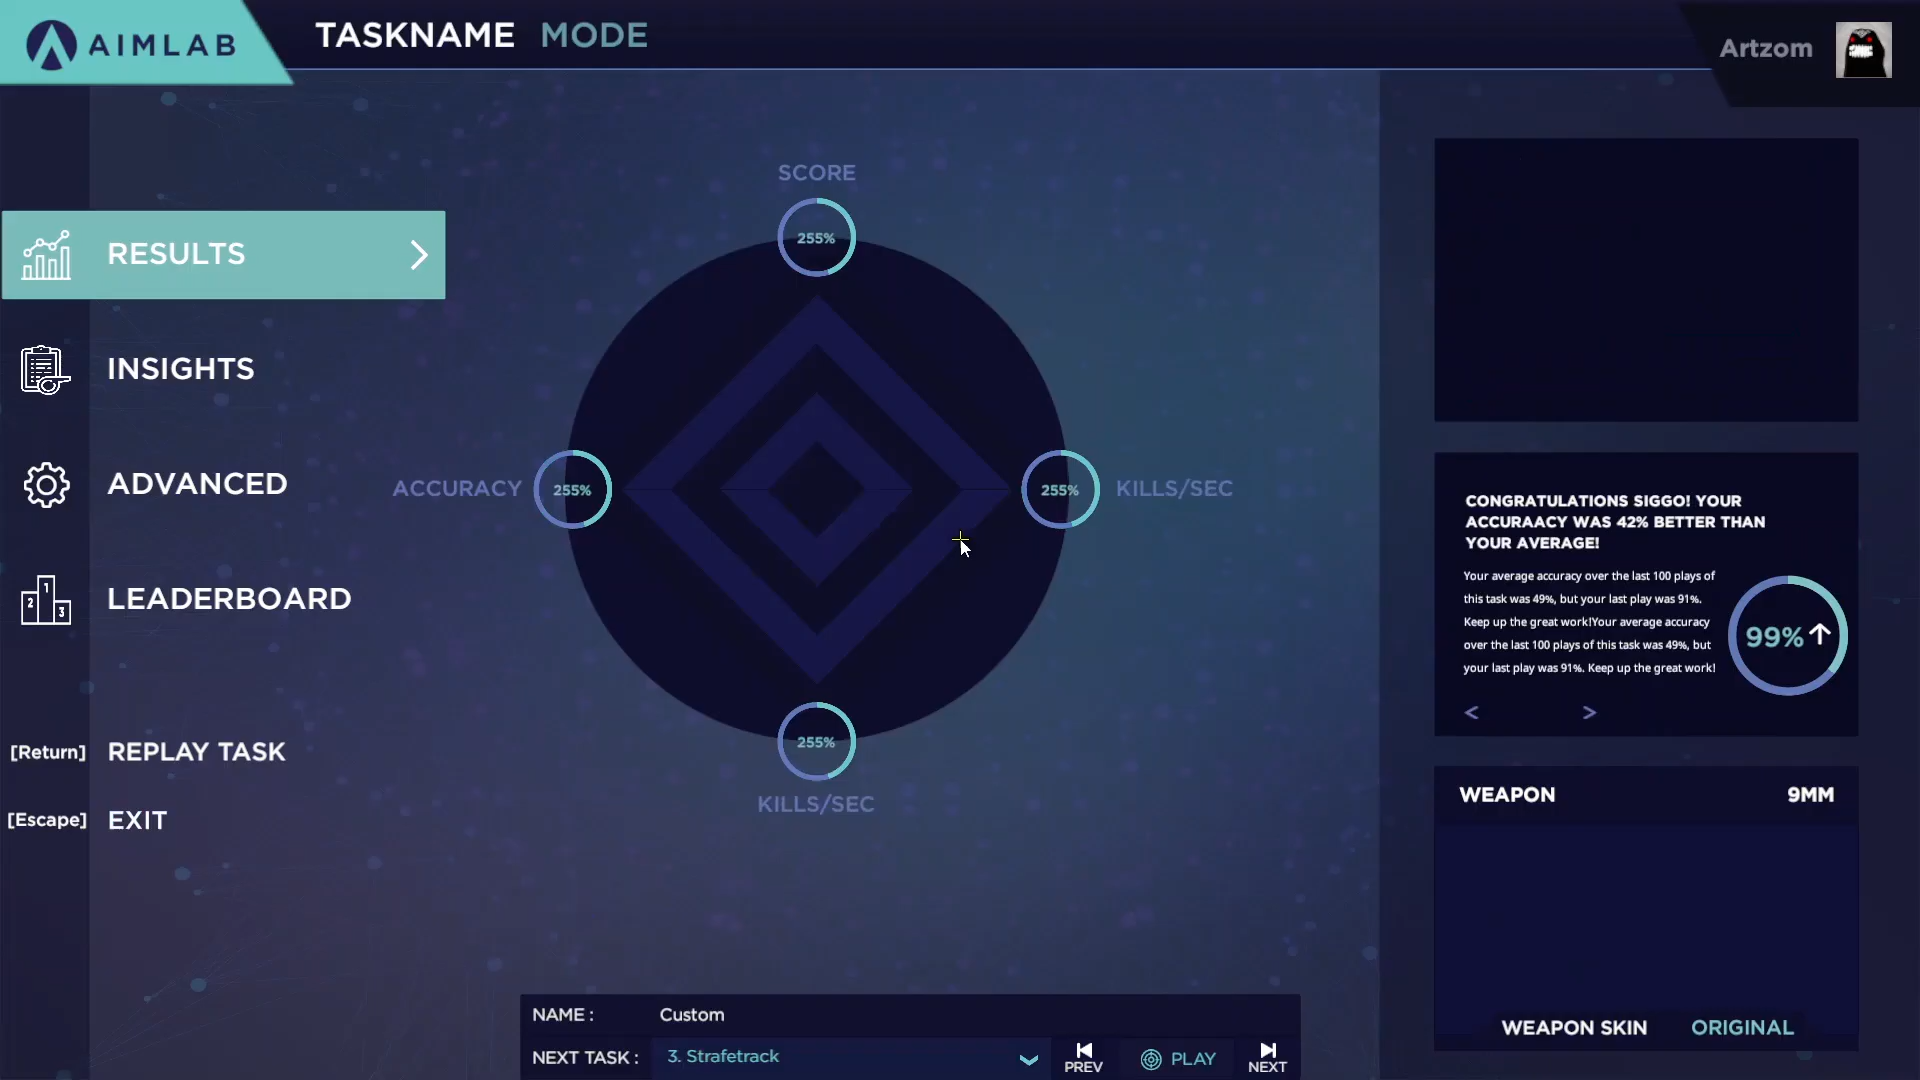 AIMLAB
TASKNAME MODE
Artzom
RESULTS
INSIGHTS
ADVANCED
1
2
3
LEADERBOARD
[Return] REPLAY TASK
[Escape] EXIT
SCORE
255%
ACCURACY 255%
255% KILLS/SEC
255%
KILLS/SEC
CONGRATULATIONS SIGGO! YOUR
ACCURAACY WAS 42% BETTER THAN
YOUR AVERAGE!
Your average accuracy over the last 100 plays of
this task was 49%, but your last play was 91%.
Keep up the great work!Your average accuracy
over the last 100 plays of this task was 49%, but
your last play was 91%. Keep up the great work!
99%
< >
WEAPON 9MM
WEAPON SKIN ORIGINAL
NAME : Custom
NEXT TASK : 3. Strafetrack
PREV
PLAY
NEXT